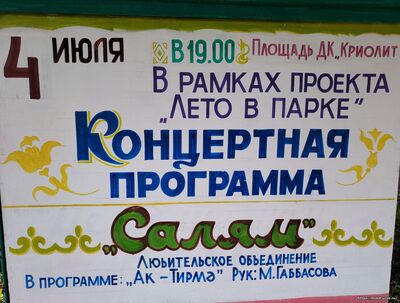 4 ИЮЛЯ В 19.00 ПЛОЩАДЬ ДК „КРИОЛИТ
В РАМКАХ ПРОЕКТА
„ЛЕТО В ПАРКЕ"
КОНЦЕРТНАЯ
ПРОГРАММА
„САЛЯМ"
ЛЮБИТЕЛЬСКОЕ ОБЪЕДИНЕНИЕ
В ПРОГРАММЕ: „АК-ТИРМӘ" РУК: М.ГАББАСОВА